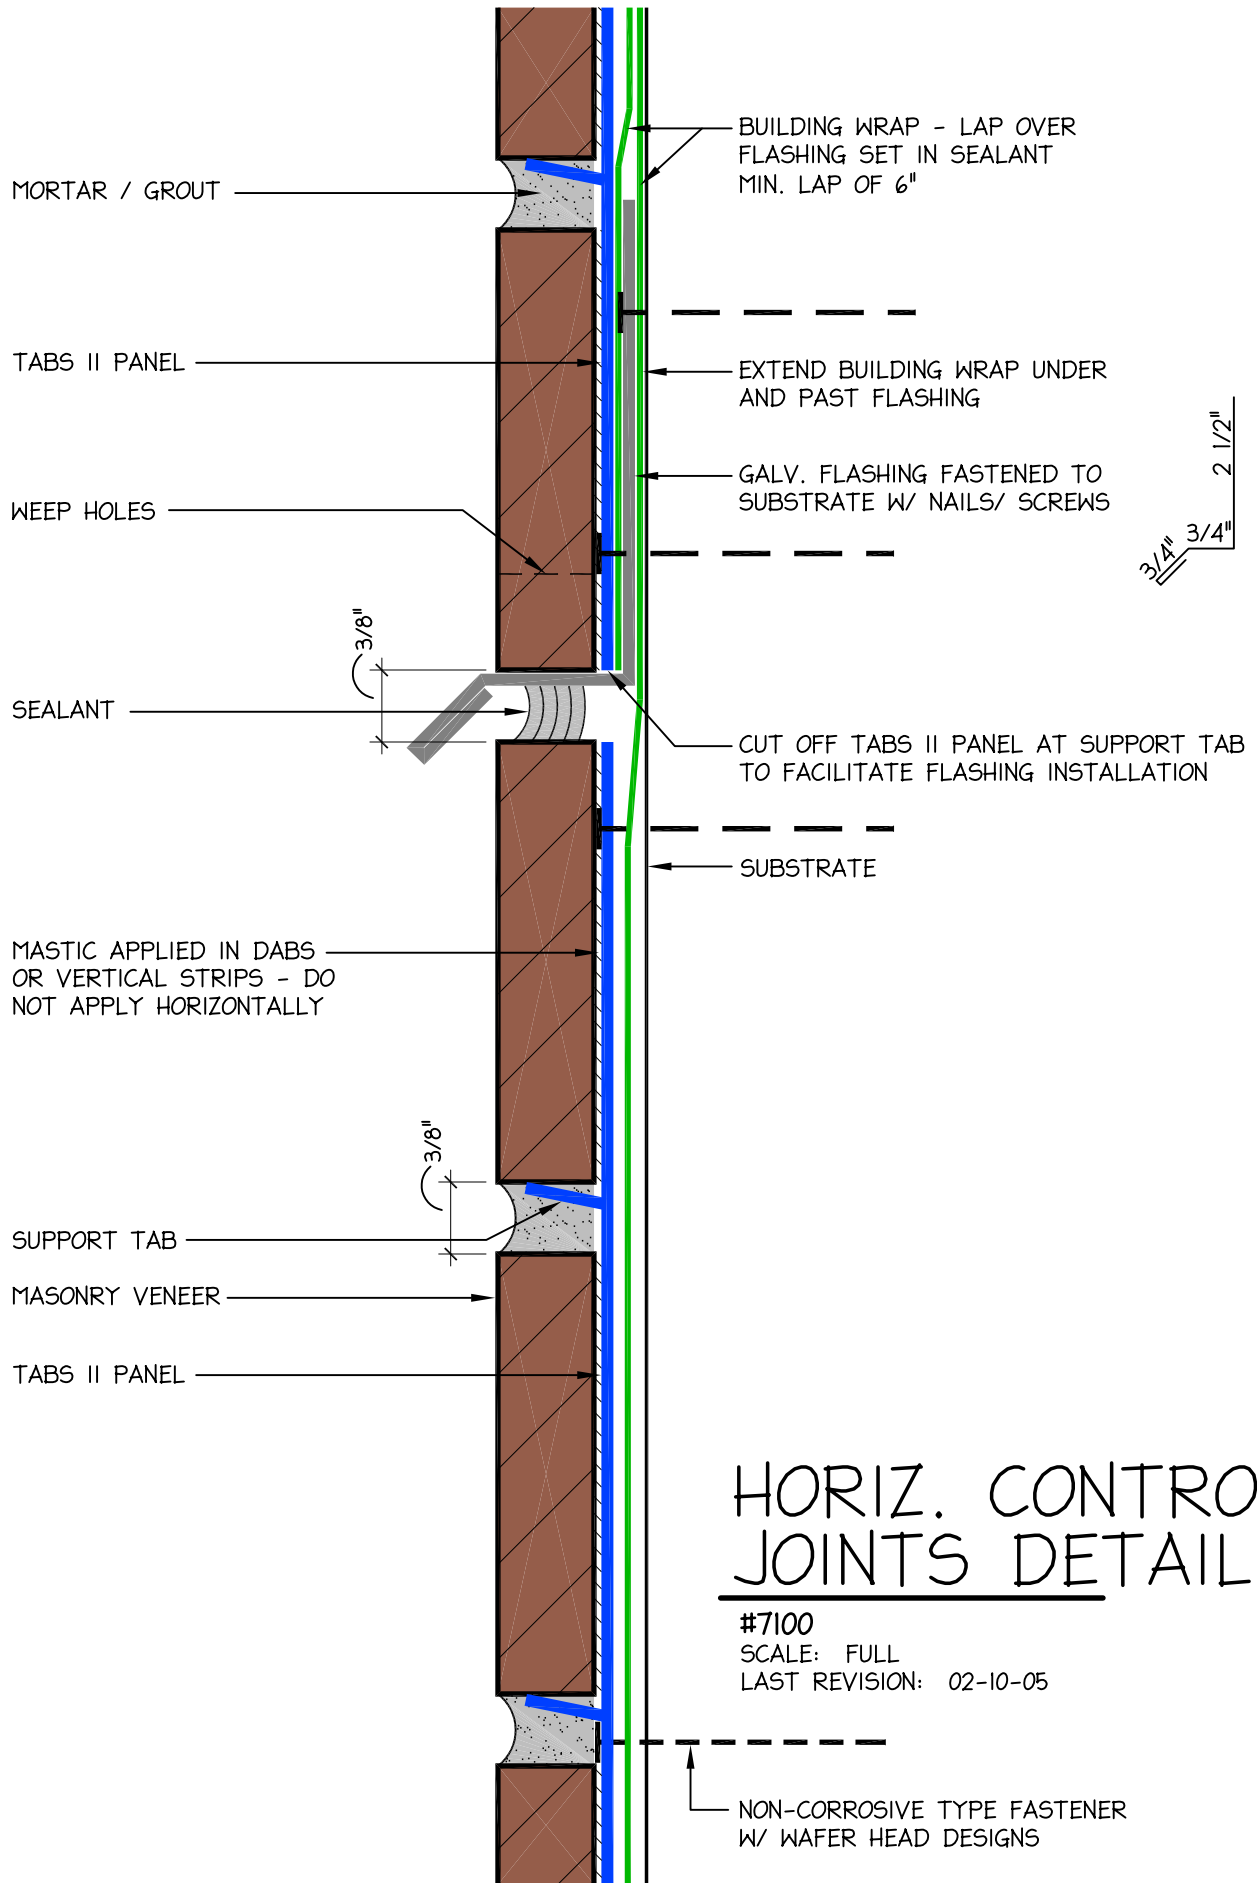 BUILDING WRAP - LAP OVER
FLASHING SET IN SEALANT
MIN. LAP OF 6"
MORTAR / GROUT
TABS II PANEL
EXTEND BUILDING WRAP UNDER
AND PAST FLASHING
2 1/2"
3/4"
3/4"
GALV. FLASHING FASTENED TO
SUBSTRATE W/ NAILS/ SCREWS
WEEP HOLES
3/8"
SEALANT
CUT OFF TABS II PANEL AT SUPPORT TAB
TO FACILITATE FLASHING INSTALLATION
SUBSTRATE
MASTIC APPLIED IN DABS
OR VERTICAL STRIPS - DO
NOT APPLY HORIZONTALLY
3/8"
SUPPORT TAB
MASONRY VENEER
TABS II PANEL
HORIZ. CONTRO
JOINTS DETAIL
#7100
SCALE: FULL
LAST REVISION: 02-10-05
NON-CORROSIVE TYPE FASTENER
W/ WAFER HEAD DESIGNS